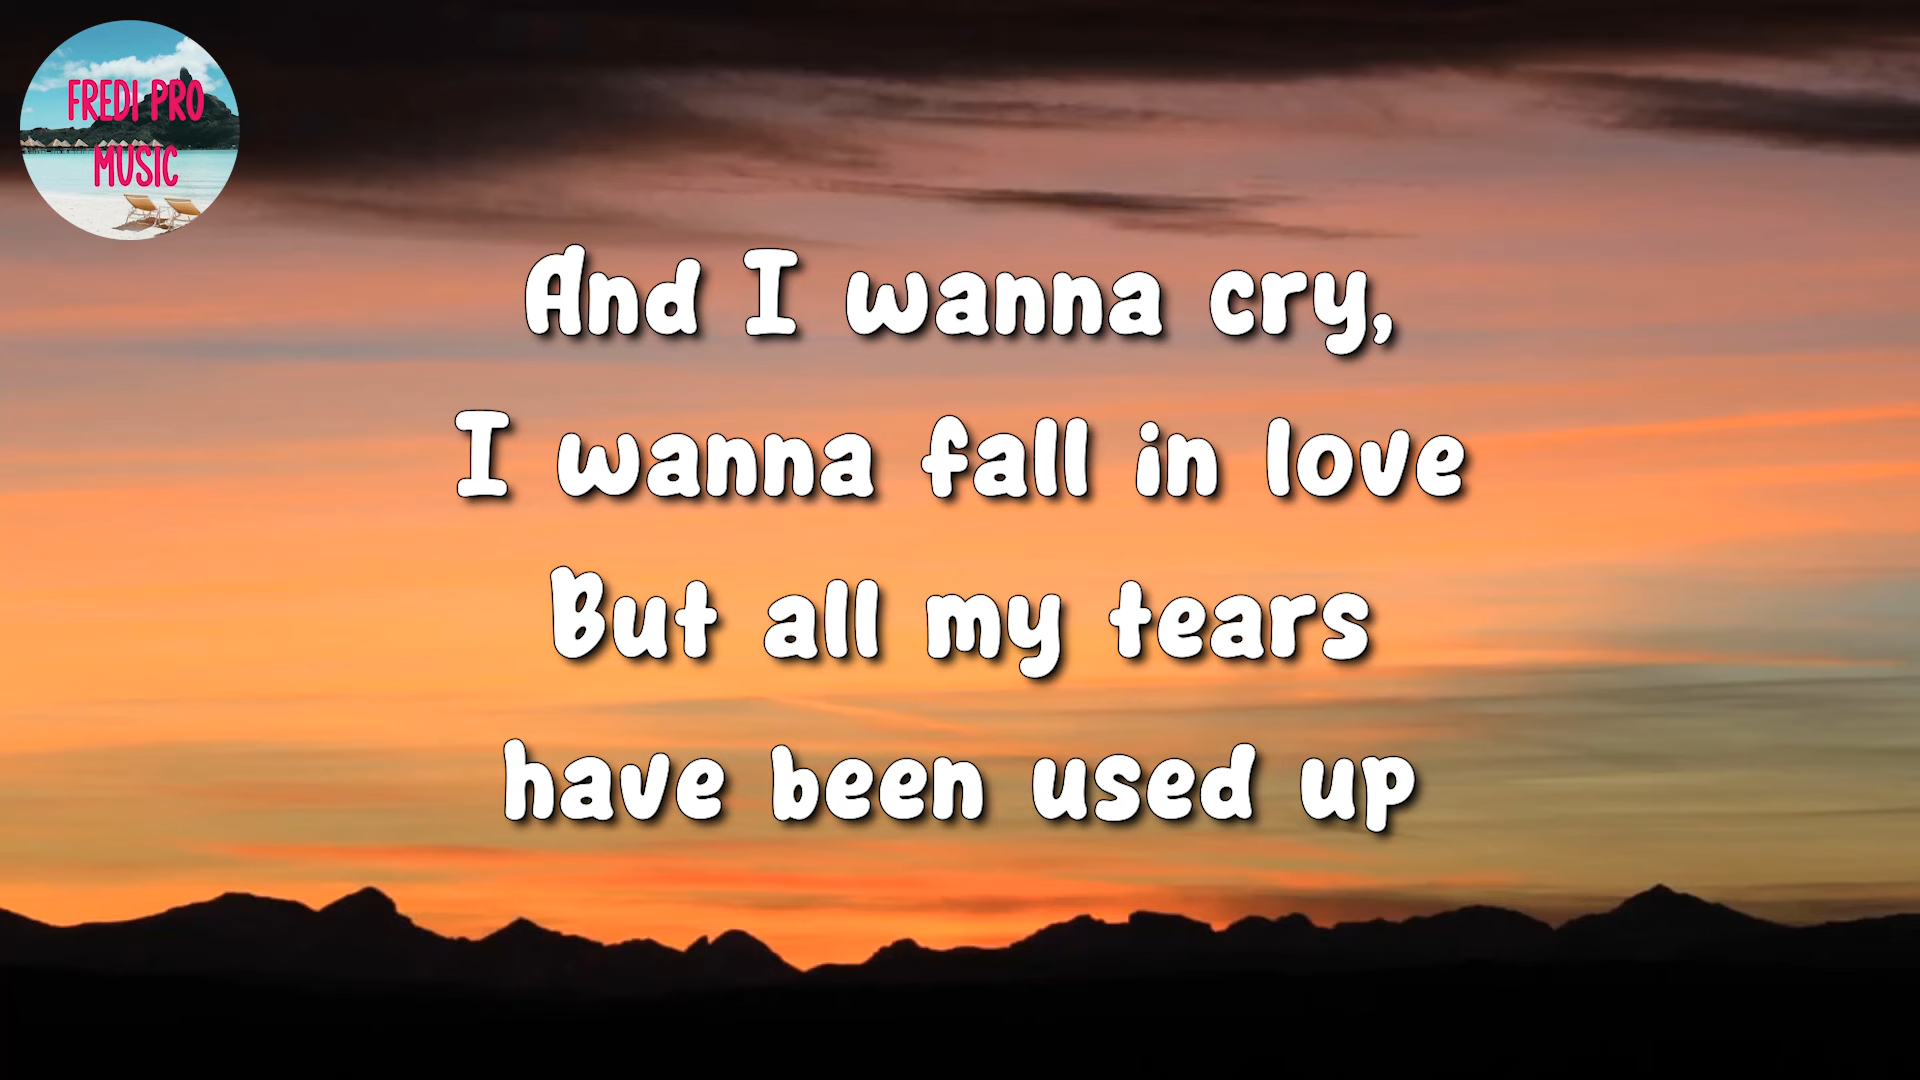 FREDI PRO
MUSIC
And I wanna cry,
I wanna fall in love
But all my tears
have been used up